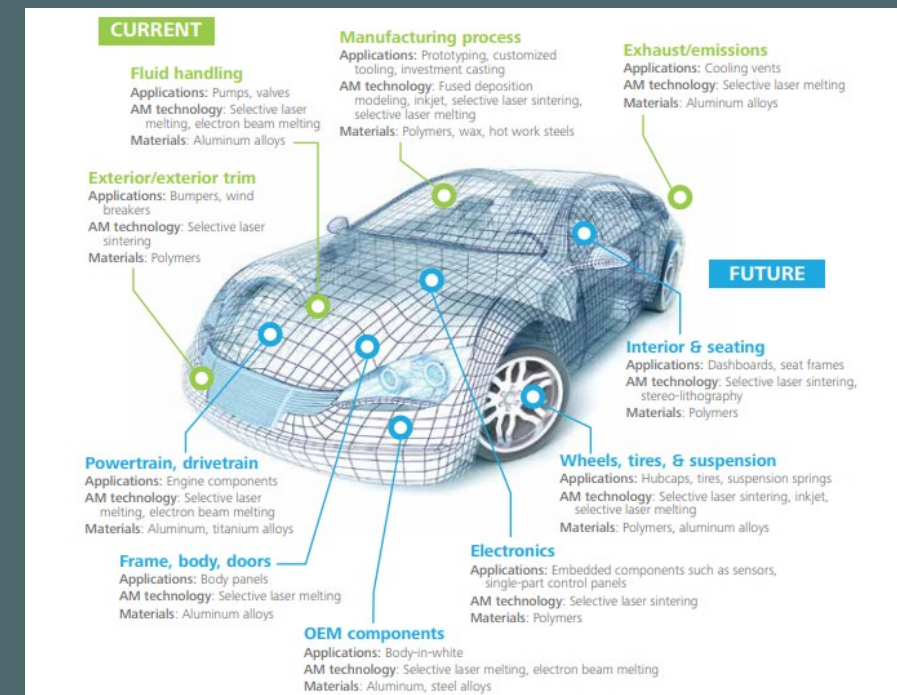 CURRENT
Fluid handling
Applications: Pumps, valves
AM technology: Selective laser
melting, electron beam melting
Materials: Aluminum alloys
Manufacturing process
Applications: Prototyping, customized
tooling, investment casting
AM technology: Fused deposition
modeling, inkjet, selective laser sintering,
selective laser melting
Materials: Polymers, wax, hot work steels
Exhaust/emissions
Applications: Cooling vents
AM technology: Selective laser melting
Materials: Aluminum alloys
Exterior/exterior trim
Applications: Bumpers, wind
breakers
AM technology: Selective laser
sintering
Materials: Polymers
FUTURE
Interior & seating
Applications: Dashboards, seat frames
AM technology: Selective laser sintering,
stereo-lithography
Materials: Polymers
Powertrain, drivetrain
Applications: Engine components
AM technology: Selective laser
melting, electron beam melting
Materials: Aluminum, titanium alloys
Wheels, tires, & suspension
Applications: Hubcaps, tires, suspension springs
AM technology: Selective laser sintering, inkjet,
selective laser melting
Materials: Polymers, aluminum alloys
Frame, body, doors
Applications: Body panels
AM technology: Selective laser melting
Materials: Aluminum alloys
Electronics
Applications: Embedded components such as sensors,
single-part control panels
AM technology: Selective laser sintering
Materials: Polymers
OEM components
Applications: Body-in-white
AM technology: Selective laser melting, electron beam melting
Materials: Aluminum, steel alloys